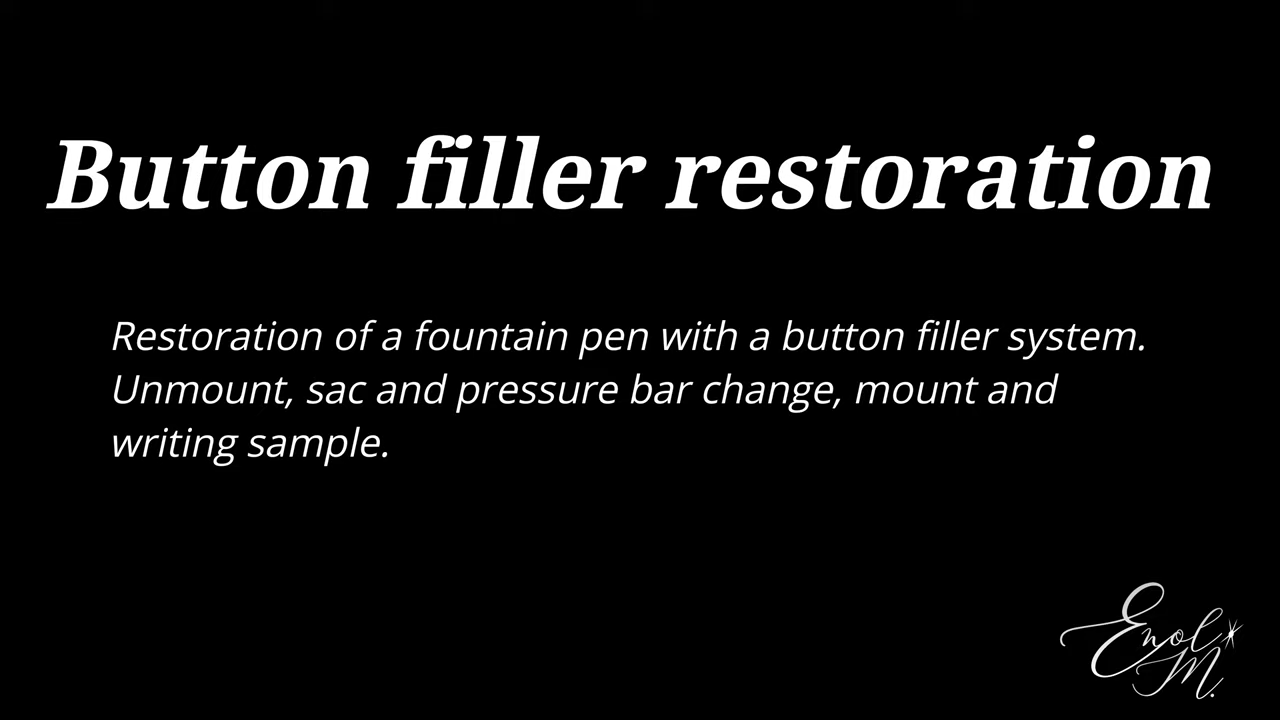 Button filler restoration
Restoration of a fountain pen with a button filler system.
Unmount, sac and pressure bar change, mount and
writing sample.
Enol
M.